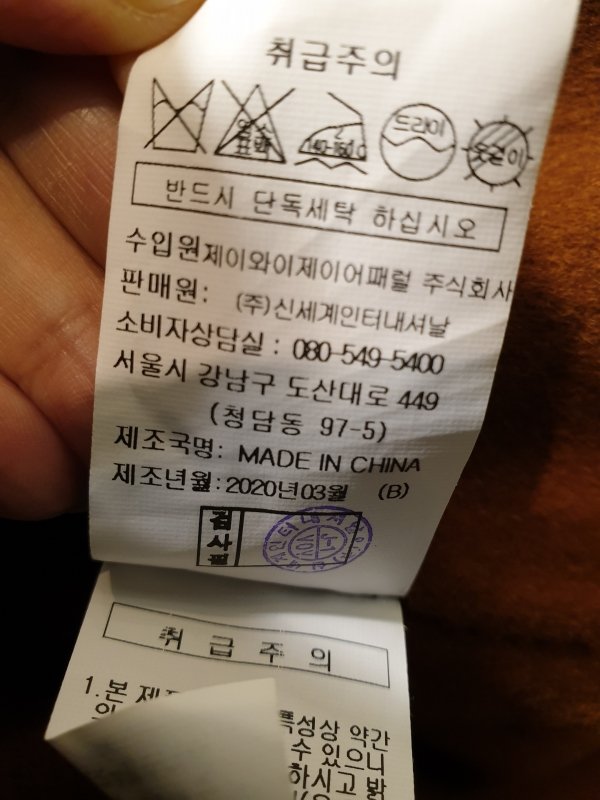 취급주의
염소
표백
140-160℃
드라이
옷걸이
반드시 단독세탁 하십시오
수입원제이와이제이어패럴 주식회사
판매원: (주)신세계인터내셔날
소비자상담실 : 080-549-5400
서울시 강남구 도산대로 449
(청담동 97-5)
제조국명: MADE IN CHINA
제조년월:2020년03월 (B)
검사필
취급주의
1.본 제
특성상 약간
수 있으니
하시고 밝